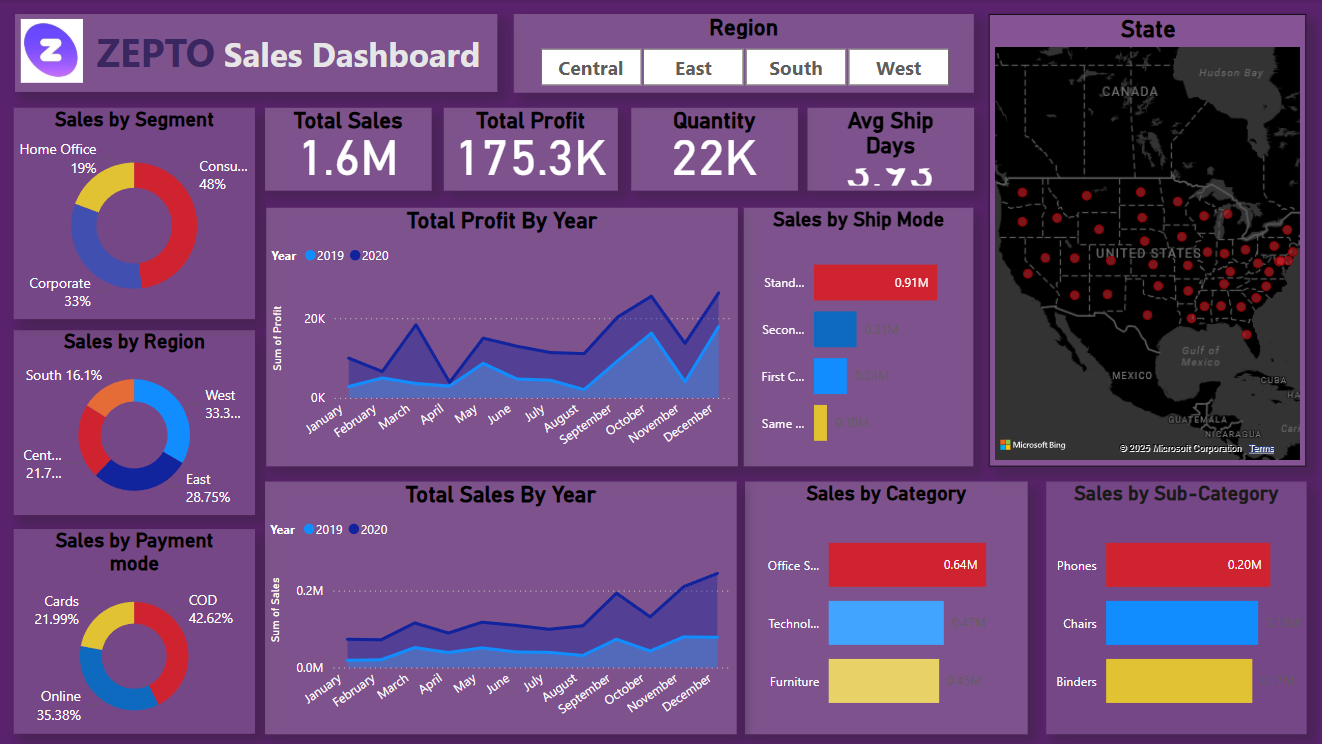 ZEPTO Sales Dashboard
Region
Central
East
South
West
State
Hudson Bay
CANADA
UNITED STATES
MEXICO
Gulf of
Mexico
CUBA
HA
GUATEMALA
NICARAGUA
Cari
Microsoft Bing
© 2025 Microsoft Corporation
Terms
Sales by Segment
Home Office
19%
Consu...
48%
Corporate
33%
Total Sales
1.6M
Total Profit
175.3K
Quantity
22K
Avg Ship
Days
3.93
Sales by Region
South 16.1%
West
33.3...
Cent...
21.7...
East
28.75%
Total Profit By Year
Year 2019 2020
Sum of Profit
20K
0K
January
February
March
April
May
June
July
August
September
October
November
December
Sales by Ship Mode
Stand...
0.91M
Secon...
First C...
Same ...
Sales by Payment
mode
Cards
21.99%
COD
42.62%
Online
35.38%
Total Sales By Year
Year 2019 2020
Sum of Sales
0.2M
0.0M
January
February
March
April
May
June
July
August
September
October
November
December
Sales by Category
Office S...
0.64M
Technol...
0.47M
Furniture
0.45M
Sales by Sub-Category
Phones
0.20M
Chairs
Binders